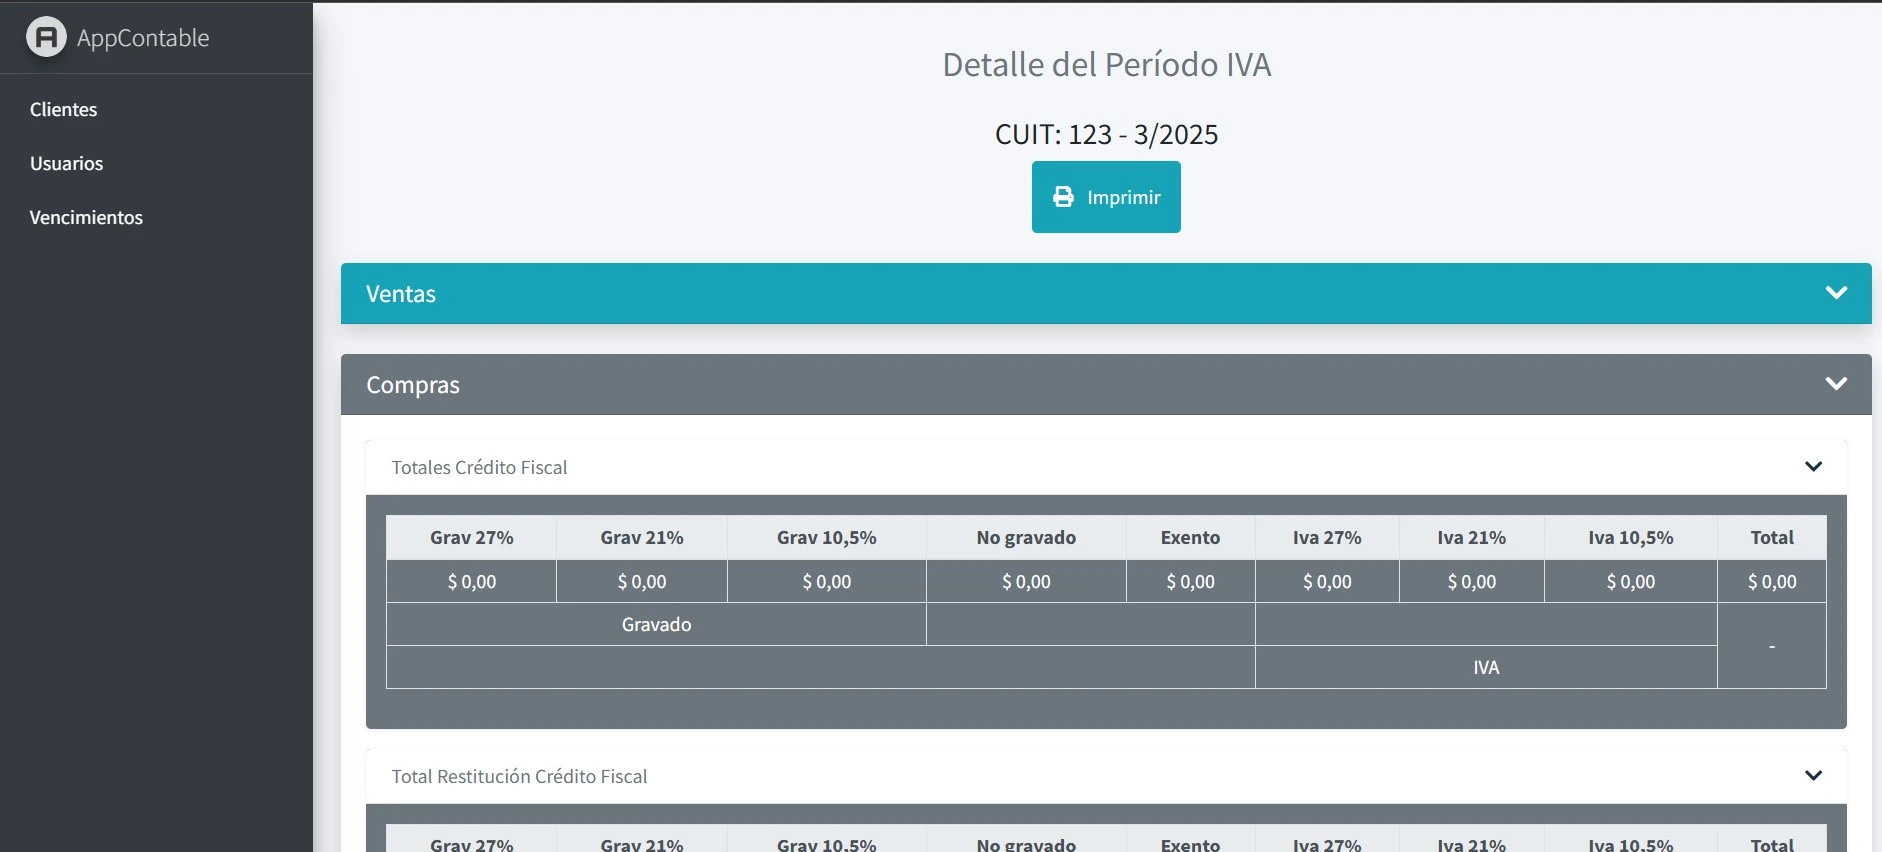 AppContable
Clientes
Usuarios
Vencimientos
Detalle del Período IVA
CUIT: 123 - 3/2025
Imprimir
Ventas
Compras
Totales Crédito Fiscal
Grav 27% Grav 21% Grav 10,5% No gravado Exento Iva 27% Iva 21% Iva 10,5% Total
$ 0,00 $ 0,00 $ 0,00 $ 0,00 $ 0,00 $ 0,00 $ 0,00 $ 0,00 $ 0,00
Gravado
-
IVA
Total Restitución Crédito Fiscal
Grav 27% Grav 21% Grav 10,5% No gravado Exento Iva 27% Iva 21% Iva 10,5% Total